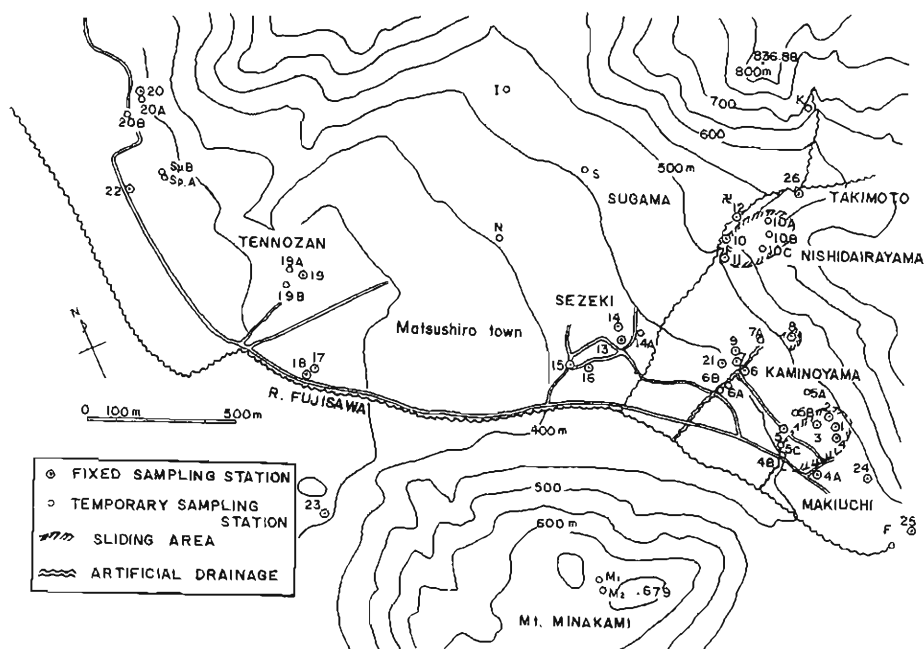 836.88
800m
700
600
K
20
20A
20B
I
500m
S
26
SUGAMA
TAKIMOTO
Su.B
Sp.A
22
卍
12
10A
10
10B
10C
11
NISHIDAIRAYAMA
N
TENNOZAN
19A
19
19B
N
SEZEKI
14
14A
13
7A
8
9
Matsushiro town
21
6
KAMINOYAMA
15
16
6B
6A
5A
5B
2
1
3
4
18
17
R. FUJISAWA
0 100m 500m
400m
5
5C
4B
4A
24
MAKIUCHI
25
F
FIXED SAMPLING STATION
TEMPORARY SAMPLING
STATION
SLIDING AREA
ARTIFICIAL DRAINAGE
23
500
600m
M1
M2
.679
Mt. MINAKAMI